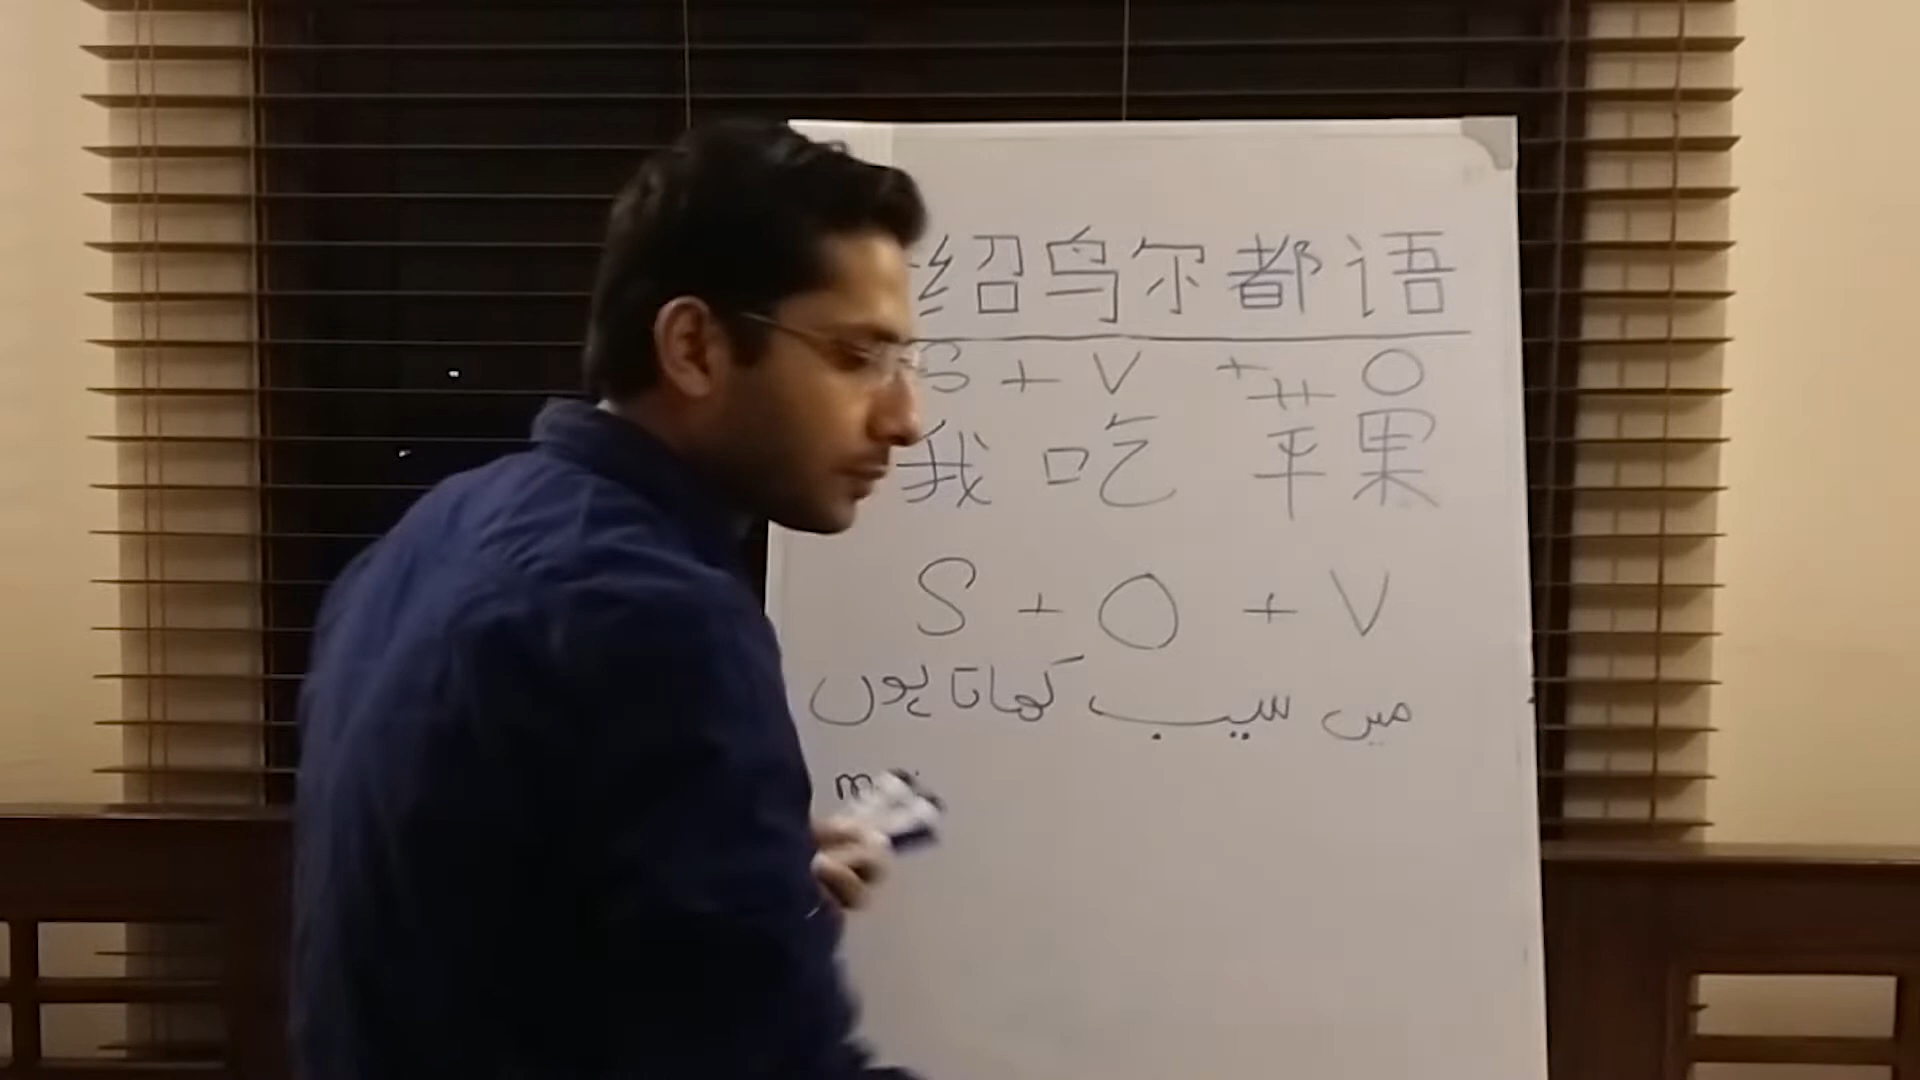 绍乌尔都语
S + V + O
我吃 苹果
S + O + V
میں سیب کھاتا ہوں